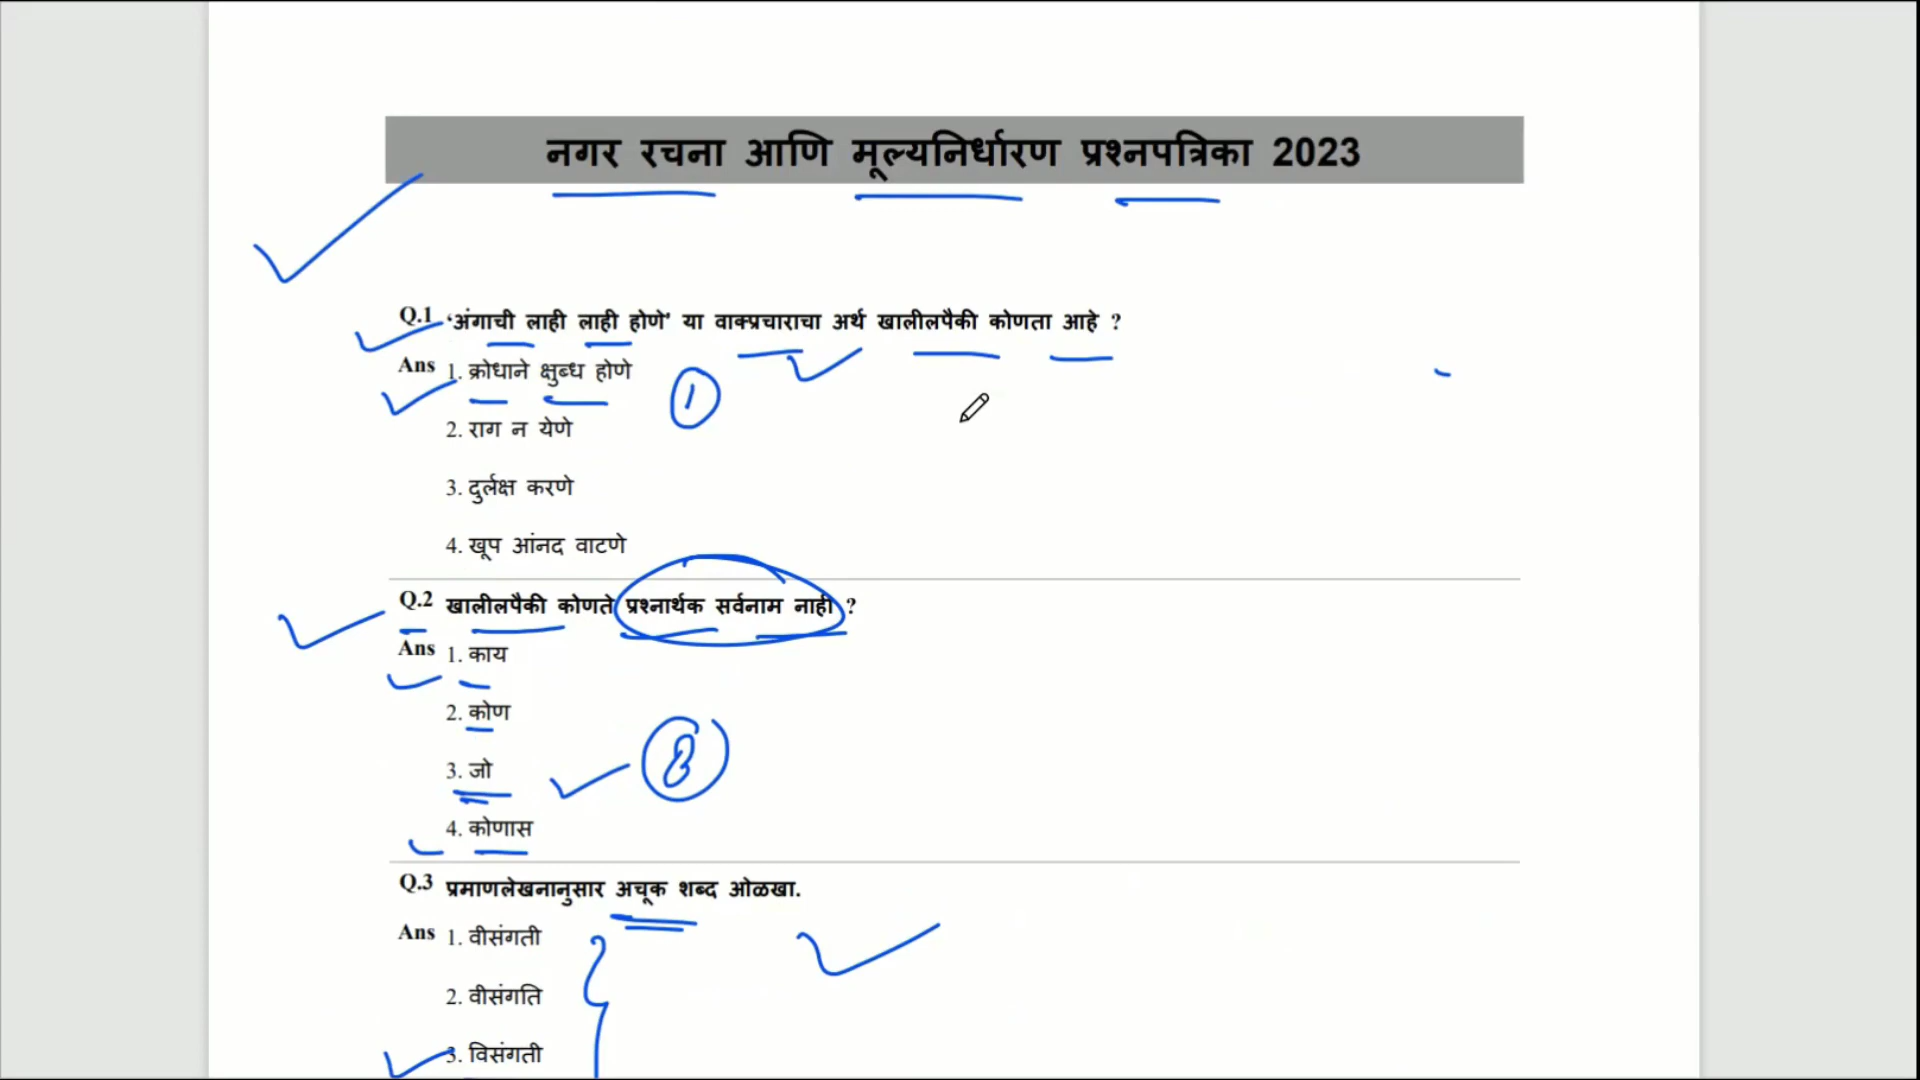 नगर रचना आणि मूल्यनिर्धारण प्रश्नपत्रिका 2023
Q.1 ‘अंगाची लाही लाही होणे’ या वाक्प्रचाराचा अर्थ खालीलपैकी कोणता आहे ?
Ans 1. क्रोधाने क्षुब्ध होणे
1
2. राग न येणे
3. दुर्लक्ष करणे
4. खूप आंनद वाटणे
Q.2 खालीलपैकी कोणते प्रश्नार्थक सर्वनाम नाही ?
Ans 1. काय
2. कोण
3. जो
4. कोणास
Q.3 प्रमाणलेखनानुसार अचूक शब्द ओळखा.
Ans 1. वीसंगती
2. वीसंगति
3. विसंगती